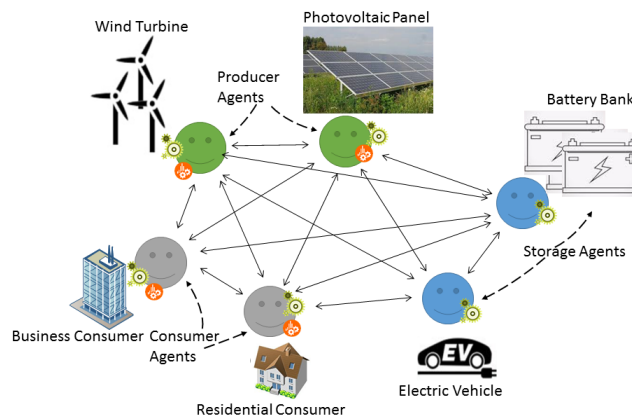 Wind Turbine
Photovoltaic Panel
Producer
Agents
Battery Bank
Storage Agents
Business Consumer
Consumer
Agents
EV
Electric Vehicle
Residential Consumer